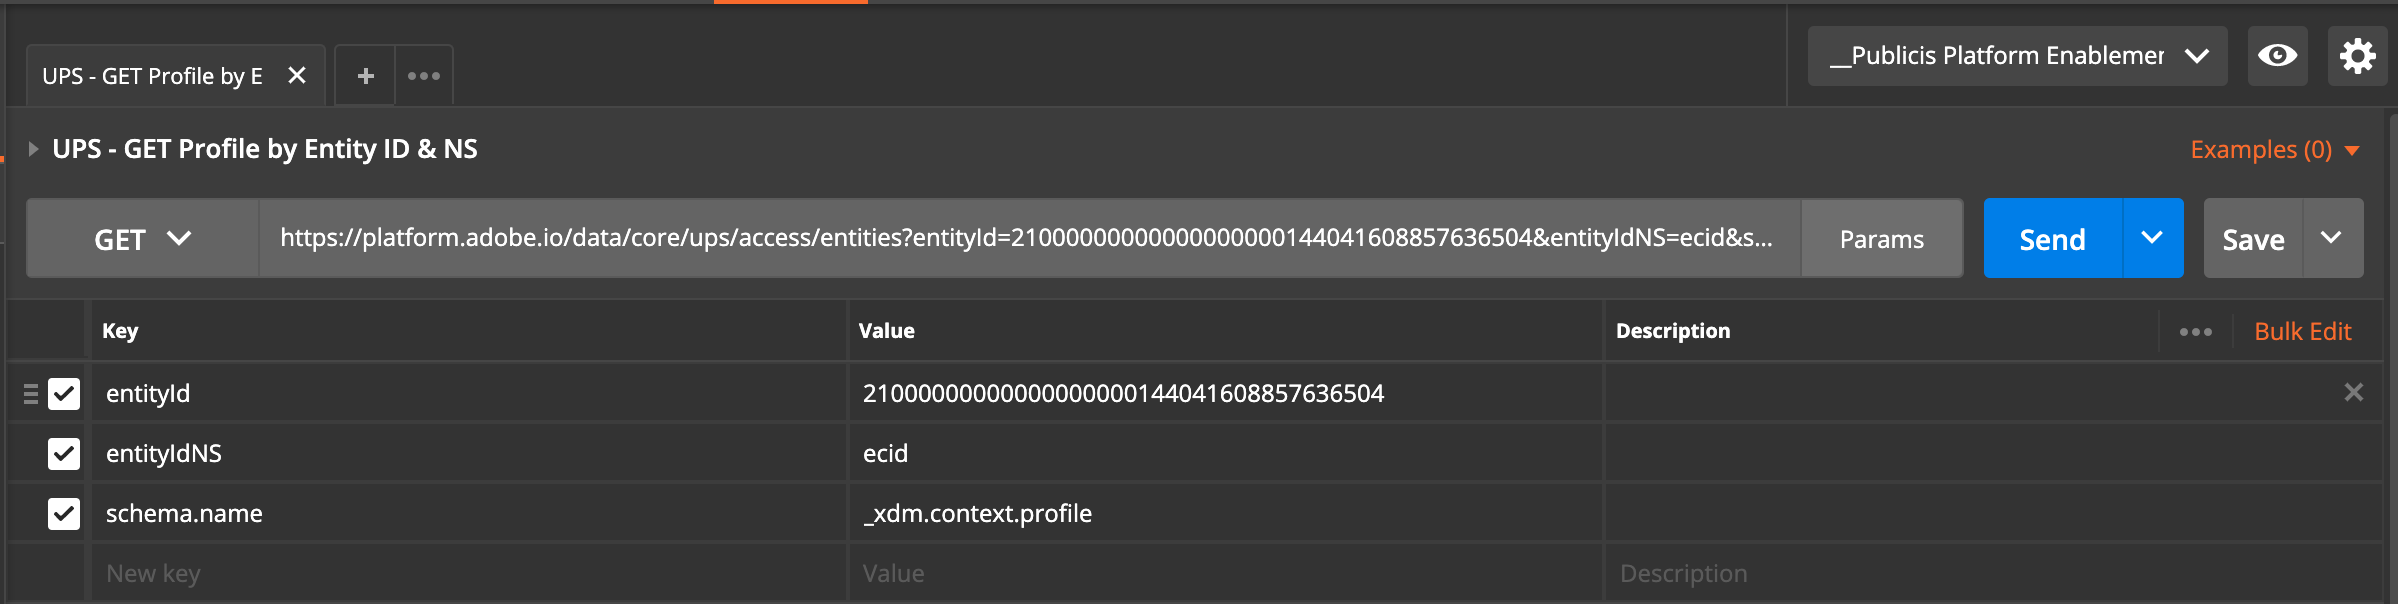 UPS - GET Profile by E
__Publicis Platform Enablemer
UPS - GET Profile by Entity ID & NS
Examples (0)
GET
https://platform.adobe.io/data/core/ups/access/entities?entityId=21000000000000000000144041608857636504&entityIdNS=ecid&s...
Params
Send
Save
Key
Value
Description
Bulk Edit
entityId
21000000000000000000144041608857636504
entityIdNS
ecid
schema.name
_xdm.context.profile
New key
Value
Description